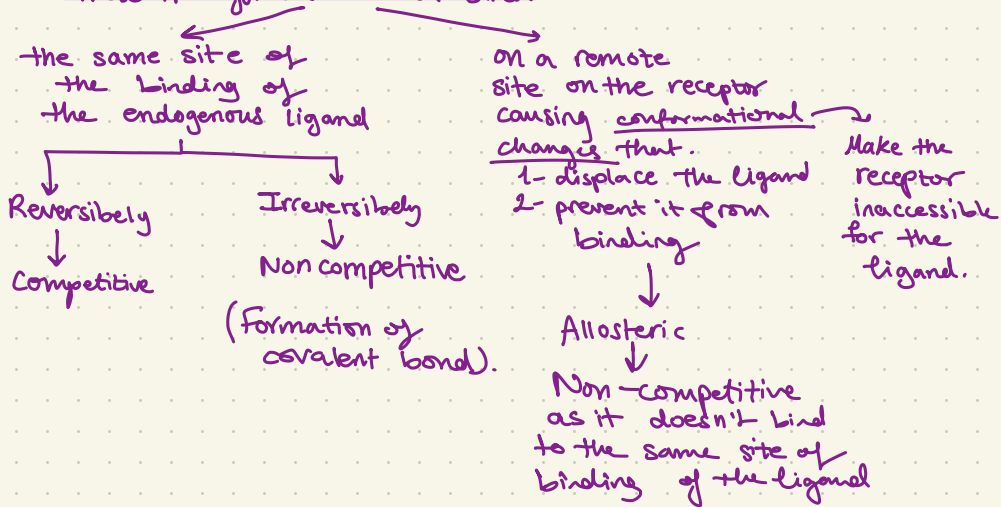 the same site of
the binding of
the endogenous ligand
Reversibely
Competitive
Irreversibely
Non competitive
(Formation of
covalent bond).
on a remote
site on the receptor
causing conformational
changes that.
1- displace the ligand
2- prevent it from
binding
Make the
receptor
inaccessible
for the
ligand.
Allosteric
Non-competitive
as it doesn't bind
to the same site of
binding of the ligand